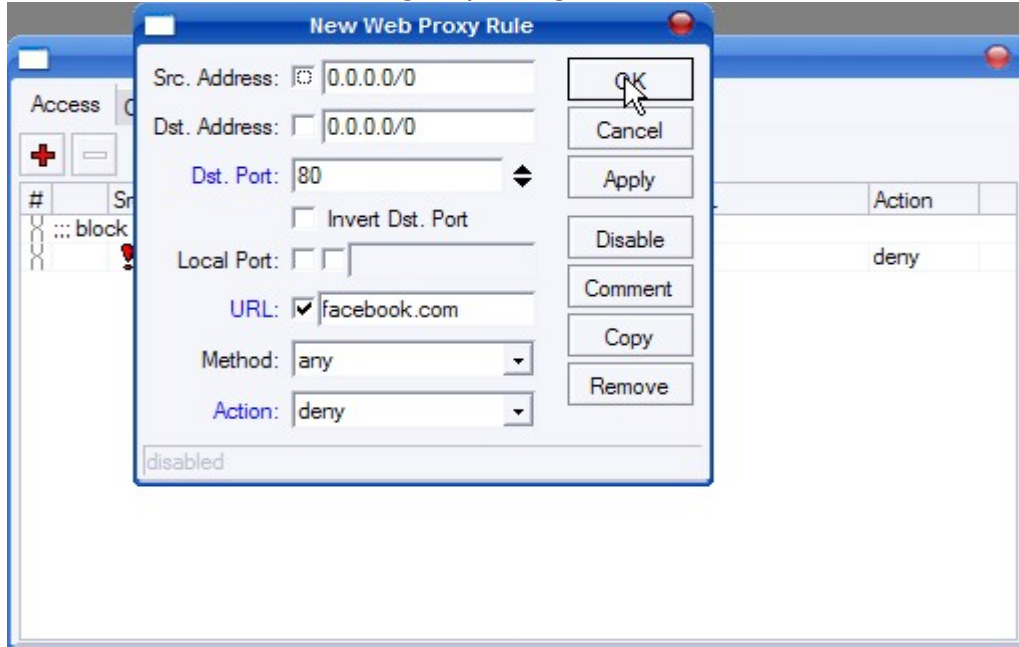 New Web Proxy Rule
Src. Address: 0.0.0.0/0
OK
Access
Dst. Address: 0.0.0.0/0
Cancel
Dst. Port: 80
Apply
# Sr Action
Invert Dst. Port
::: block
Disable
Local Port:
deny
Comment
URL: facebook.com
Copy
Method: any
Remove
Action: deny
disabled